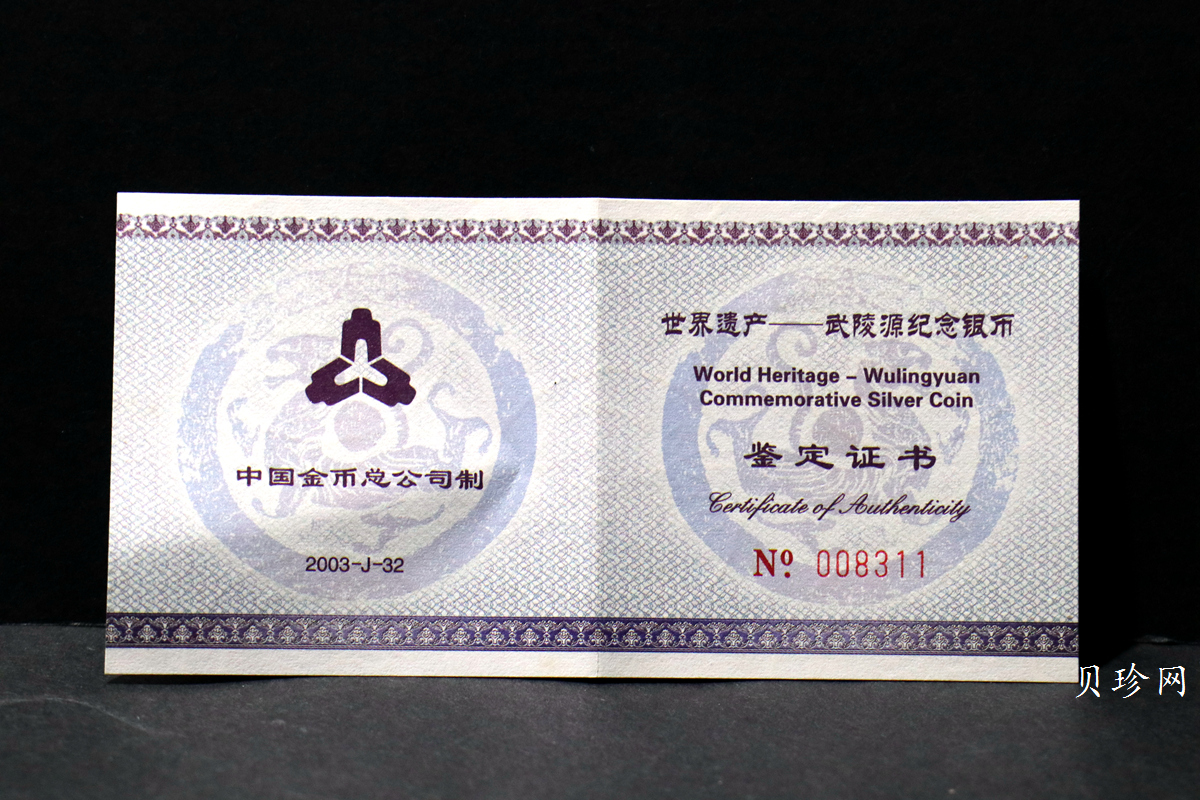 中国金币总公司制
2003-J-32
世界遗产——武陵源纪念银币
World Heritage – Wulingyuan
Commemorative Silver Coin
鉴定证书
Certificate of Authenticity
Nº 008311
贝珍网